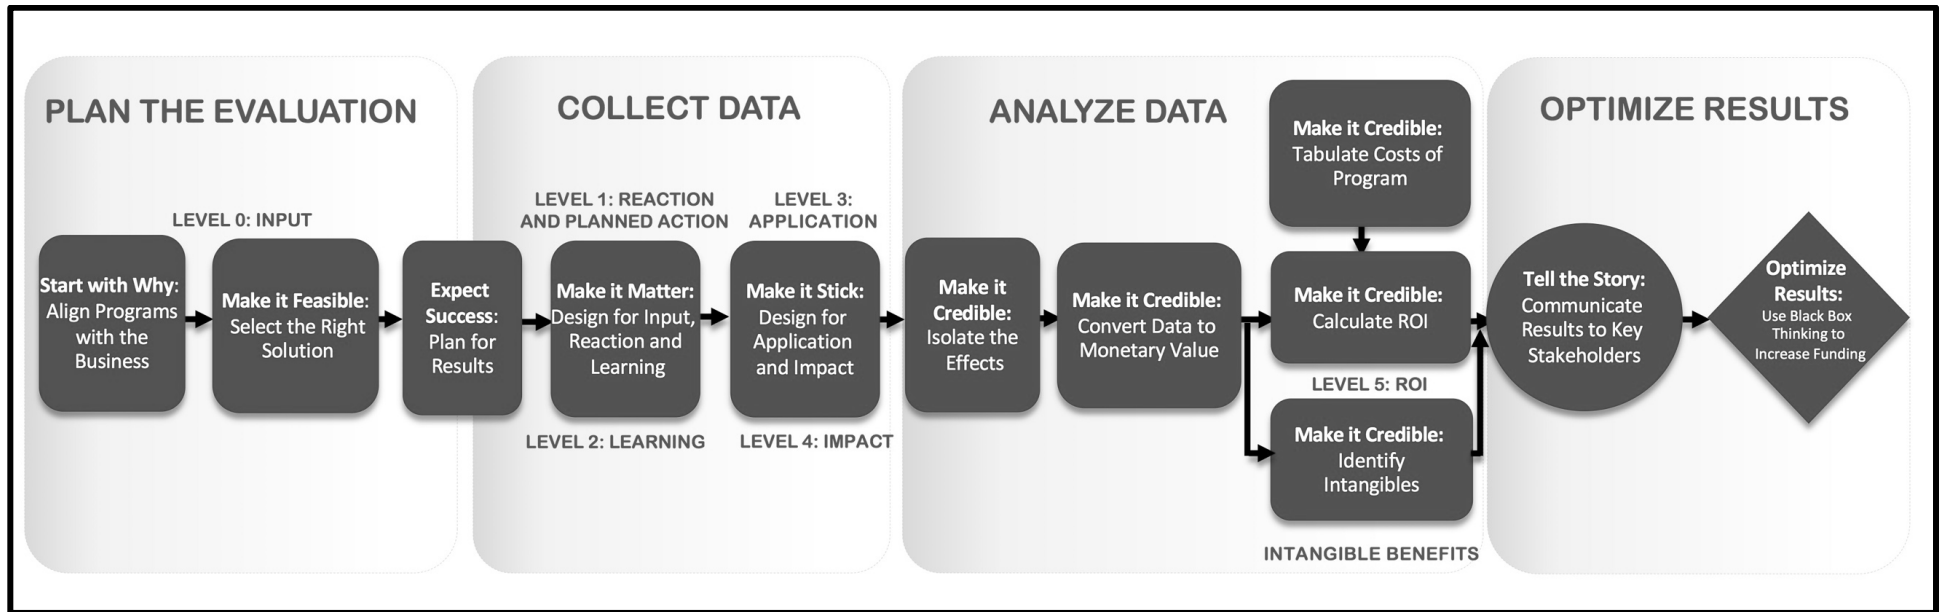 PLAN THE EVALUATION
LEVEL 0: INPUT
Start with Why:
Align Programs
with the
Business
Make it Feasible:
Select the Right
Solution
Expect
Success:
Plan for
Results
COLLECT DATA
LEVEL 1: REACTION
AND PLANNED ACTION
Make it Matter:
Design for Input,
Reaction and
Learning
LEVEL 2: LEARNING
LEVEL 3:
APPLICATION
Make it Stick:
Design for
Application
and Impact
LEVEL 4: IMPACT
ANALYZE DATA
Make it
Credible:
Isolate the
Effects
Make it Credible:
Convert Data to
Monetary Value
Make it Credible:
Tabulate Costs of
Program
Make it Credible:
Calculate ROI
LEVEL 5: ROI
Make it Credible:
Identify
Intangibles
INTANGIBLE BENEFITS
OPTIMIZE RESULTS
Tell the Story:
Communicate
Results to Key
Stakeholders
Optimize
Results:
Use Black Box
Thinking to
Increase Funding